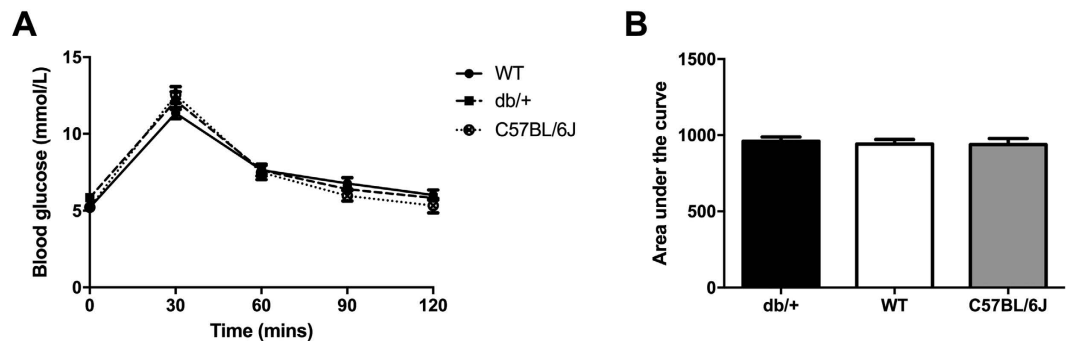 A
Blood glucose (mmol/L)
15
10
5
0
0 30 60 90 120
Time (mins)
WT
db/+
C57BL/6J
B
Area under the curve
1500
1000
500
0
db/+ WT C57BL/6J